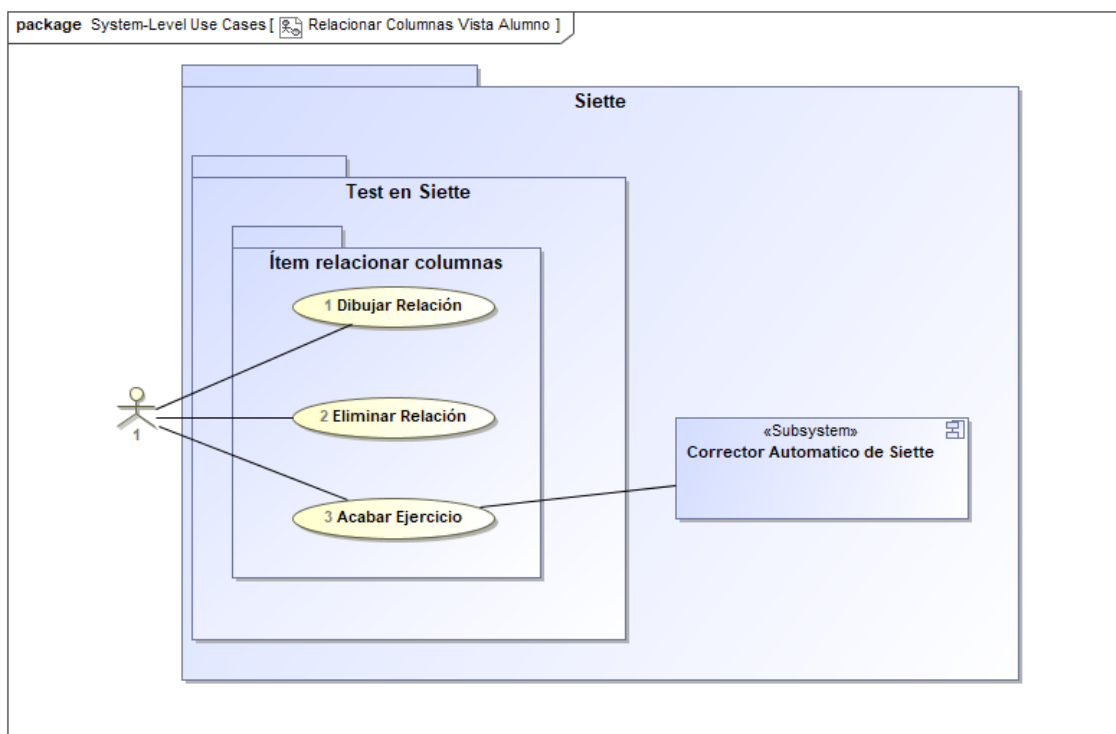 package System-Level Use Cases [ Relacionar Columnas Vista Alumno ]
Siette
Test en Siette
Ítem relacionar columnas
1 Dibujar Relación
2 Eliminar Relación
1
«Subsystem»
Corrector Automatico de Siette
3 Acabar Ejercicio